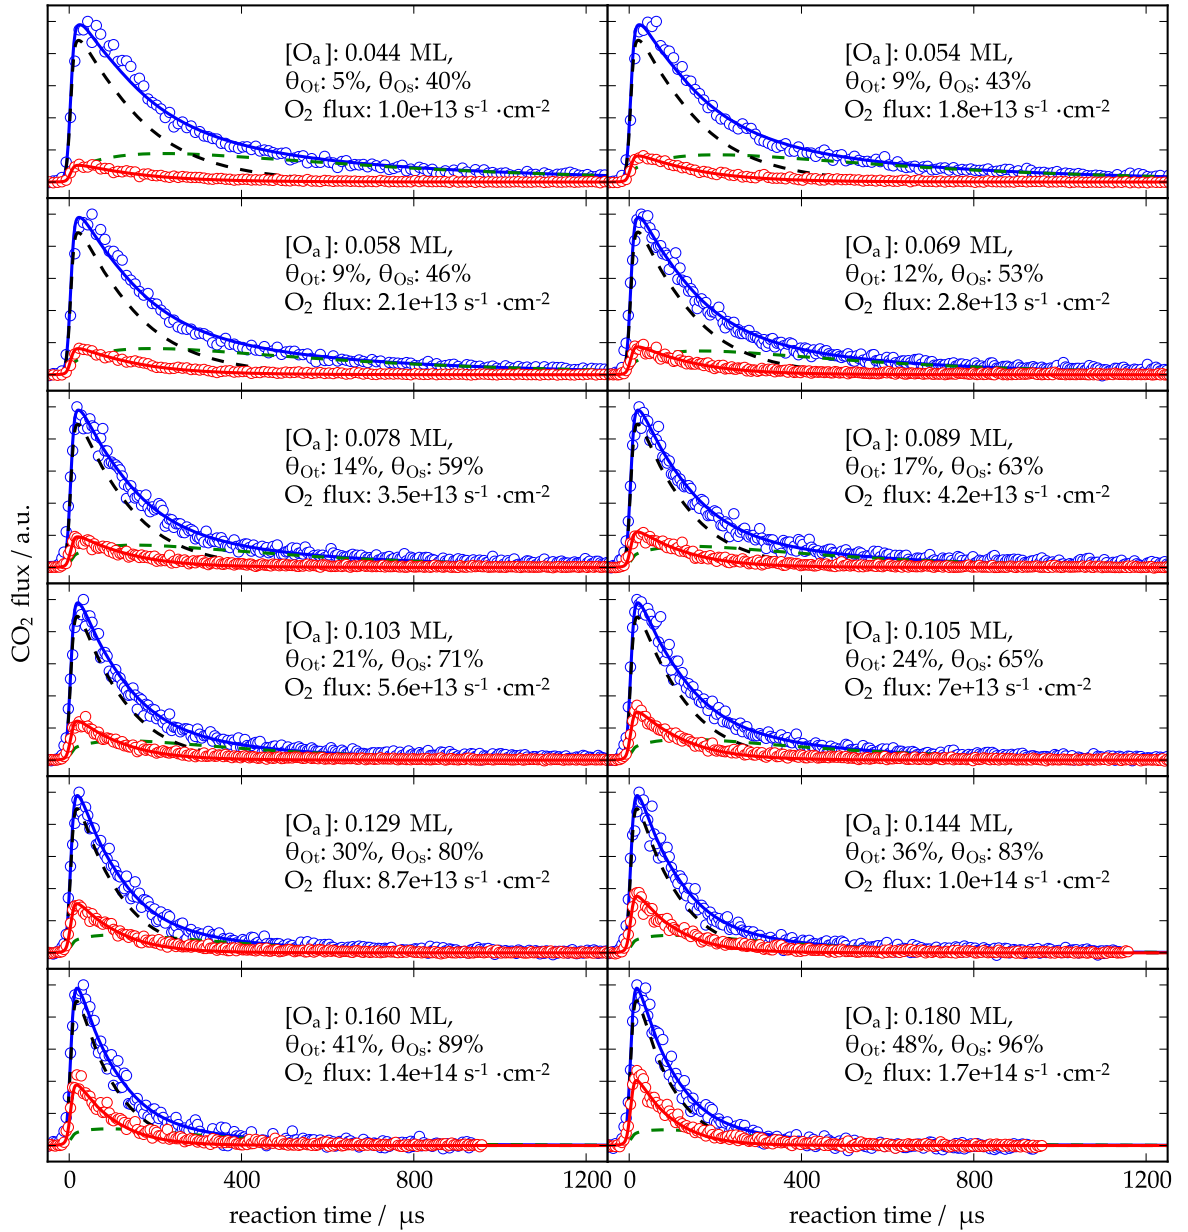 [Oₐ]: 0.044 ML,
θOt: 5%, θOs: 40%
O₂ flux: 1.0e+13 s⁻¹ ·cm⁻²
[Oₐ]: 0.054 ML,
θOt: 9%, θOs: 43%
O₂ flux: 1.8e+13 s⁻¹ ·cm⁻²
[Oₐ]: 0.058 ML,
θOt: 9%, θOs: 46%
O₂ flux: 2.1e+13 s⁻¹ ·cm⁻²
[Oₐ]: 0.069 ML,
θOt: 12%, θOs: 53%
O₂ flux: 2.8e+13 s⁻¹ ·cm⁻²
[Oₐ]: 0.078 ML,
θOt: 14%, θOs: 59%
O₂ flux: 3.5e+13 s⁻¹ ·cm⁻²
[Oₐ]: 0.089 ML,
θOt: 17%, θOs: 63%
O₂ flux: 4.2e+13 s⁻¹ ·cm⁻²
CO₂ flux / a.u.
[Oₐ]: 0.103 ML,
θOt: 21%, θOs: 71%
O₂ flux: 5.6e+13 s⁻¹ ·cm⁻²
[Oₐ]: 0.105 ML,
θOt: 24%, θOs: 65%
O₂ flux: 7e+13 s⁻¹ ·cm⁻²
[Oₐ]: 0.129 ML,
θOt: 30%, θOs: 80%
O₂ flux: 8.7e+13 s⁻¹ ·cm⁻²
[Oₐ]: 0.144 ML,
θOt: 36%, θOs: 83%
O₂ flux: 1.0e+14 s⁻¹ ·cm⁻²
[Oₐ]: 0.160 ML,
θOt: 41%, θOs: 89%
O₂ flux: 1.4e+14 s⁻¹ ·cm⁻²
[Oₐ]: 0.180 ML,
θOt: 48%, θOs: 96%
O₂ flux: 1.7e+14 s⁻¹ ·cm⁻²
0 400 800 1200
0 400 800 1200
reaction time / μs
reaction time / μs